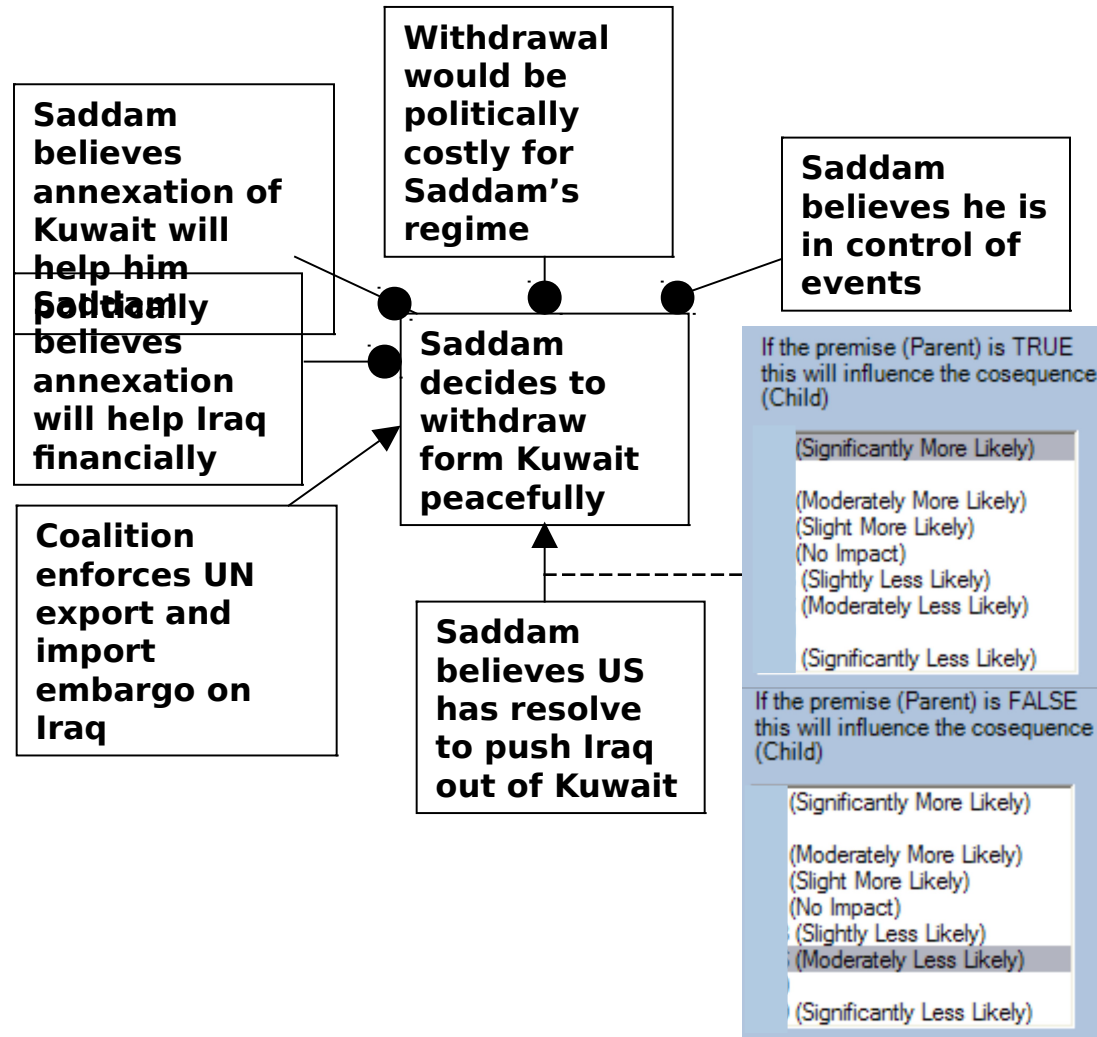 Withdrawal
would be
politically
costly for
Saddam’s
regime
Saddam
believes
annexation of
Kuwait will
help him
politically
Saddam
believes he is
in control of
events
Saddam
believes
annexation
will help Iraq
financially
Saddam
decides to
withdraw
form Kuwait
peacefully
Coalition
enforces UN
export and
import
embargo on
Iraq
Saddam
believes US
has resolve
to push Iraq
out of Kuwait
If the premise (Parent) is TRUE
this will influence the cosequence
(Child)
(Significantly More Likely)
(Moderately More Likely)
(Slight More Likely)
(No Impact)
(Slightly Less Likely)
(Moderately Less Likely)
(Significantly Less Likely)
If the premise (Parent) is FALSE
this will influence the cosequence
(Child)
(Significantly More Likely)
(Moderately More Likely)
(Slight More Likely)
(No Impact)
(Slightly Less Likely)
(Moderately Less Likely)
(Significantly Less Likely)